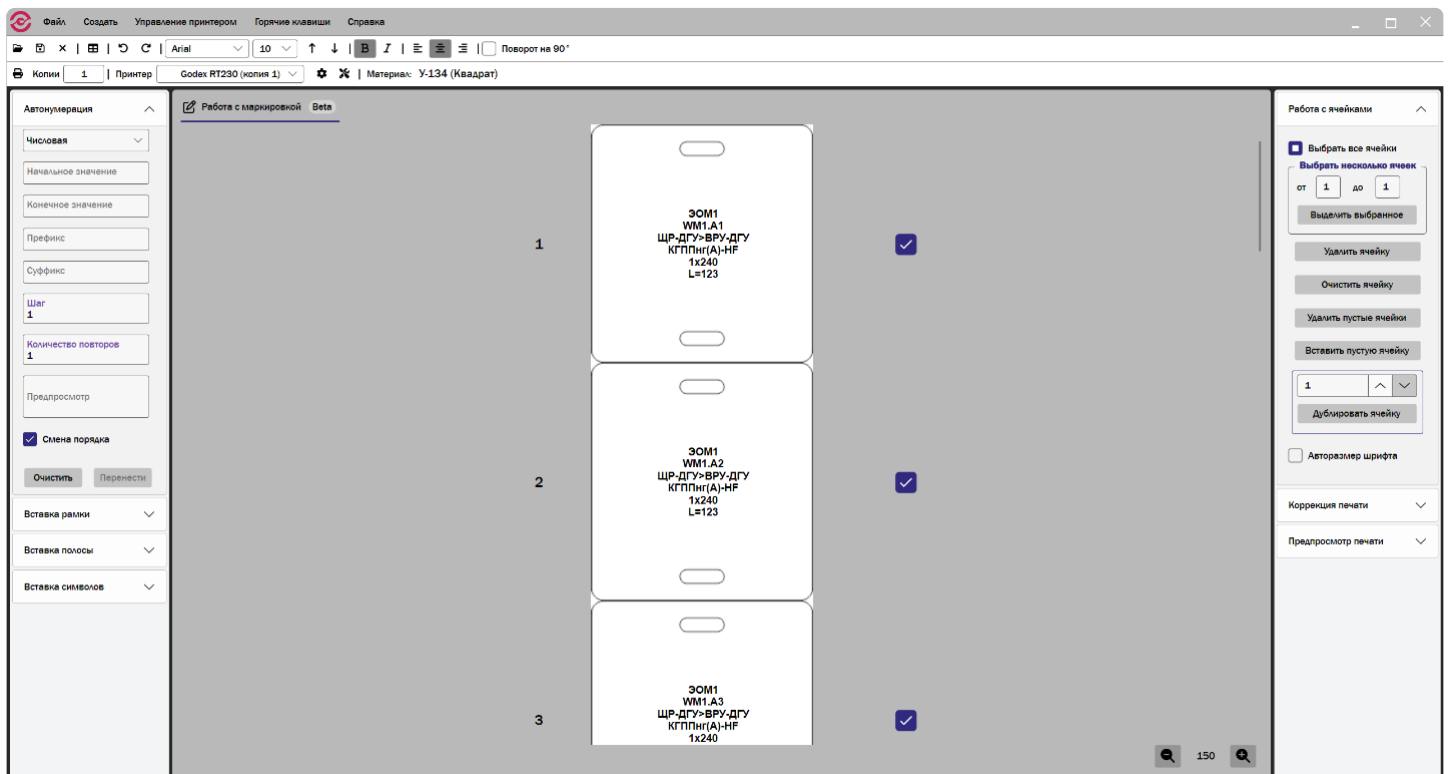 Файл Создать Управление принтером Горячие клавиши Справка
Arial 10 B I Поворот на 90°
Копии 1 Принтер Godex RT230 (копия 1) Материал: У-134 (Квадрат)
Автонумерация
Числовая
Начальное значение
Конечное значение
Префикс
Суффикс
Шаг
1
Количество повторов
1
Предпросмотр
Смена порядка
Очистить Перенести
Вставка рамки
Вставка полосы
Вставка символов
Работа с маркировкой Beta
1
ЭОМ1
WM1.A1
ЩР-ДГУ>ВРУ-ДГУ
КГППнг(А)-HF
1x240
L=123
2
ЭОМ1
WM1.A2
ЩР-ДГУ>ВРУ-ДГУ
КГППнг(А)-HF
1x240
L=123
3
ЭОМ1
WM1.A3
ЩР-ДГУ>ВРУ-ДГУ
КГППнг(А)-HF
1x240
150
Работа с ячейками
Выбрать все ячейки
Выбрать несколько ячеек
от 1 до 1
Выделить выбранное
Удалить ячейку
Очистить ячейку
Удалить пустые ячейки
Вставить пустую ячейку
1
Дублировать ячейку
Авторазмер шрифта
Коррекция печати
Предпросмотр печати